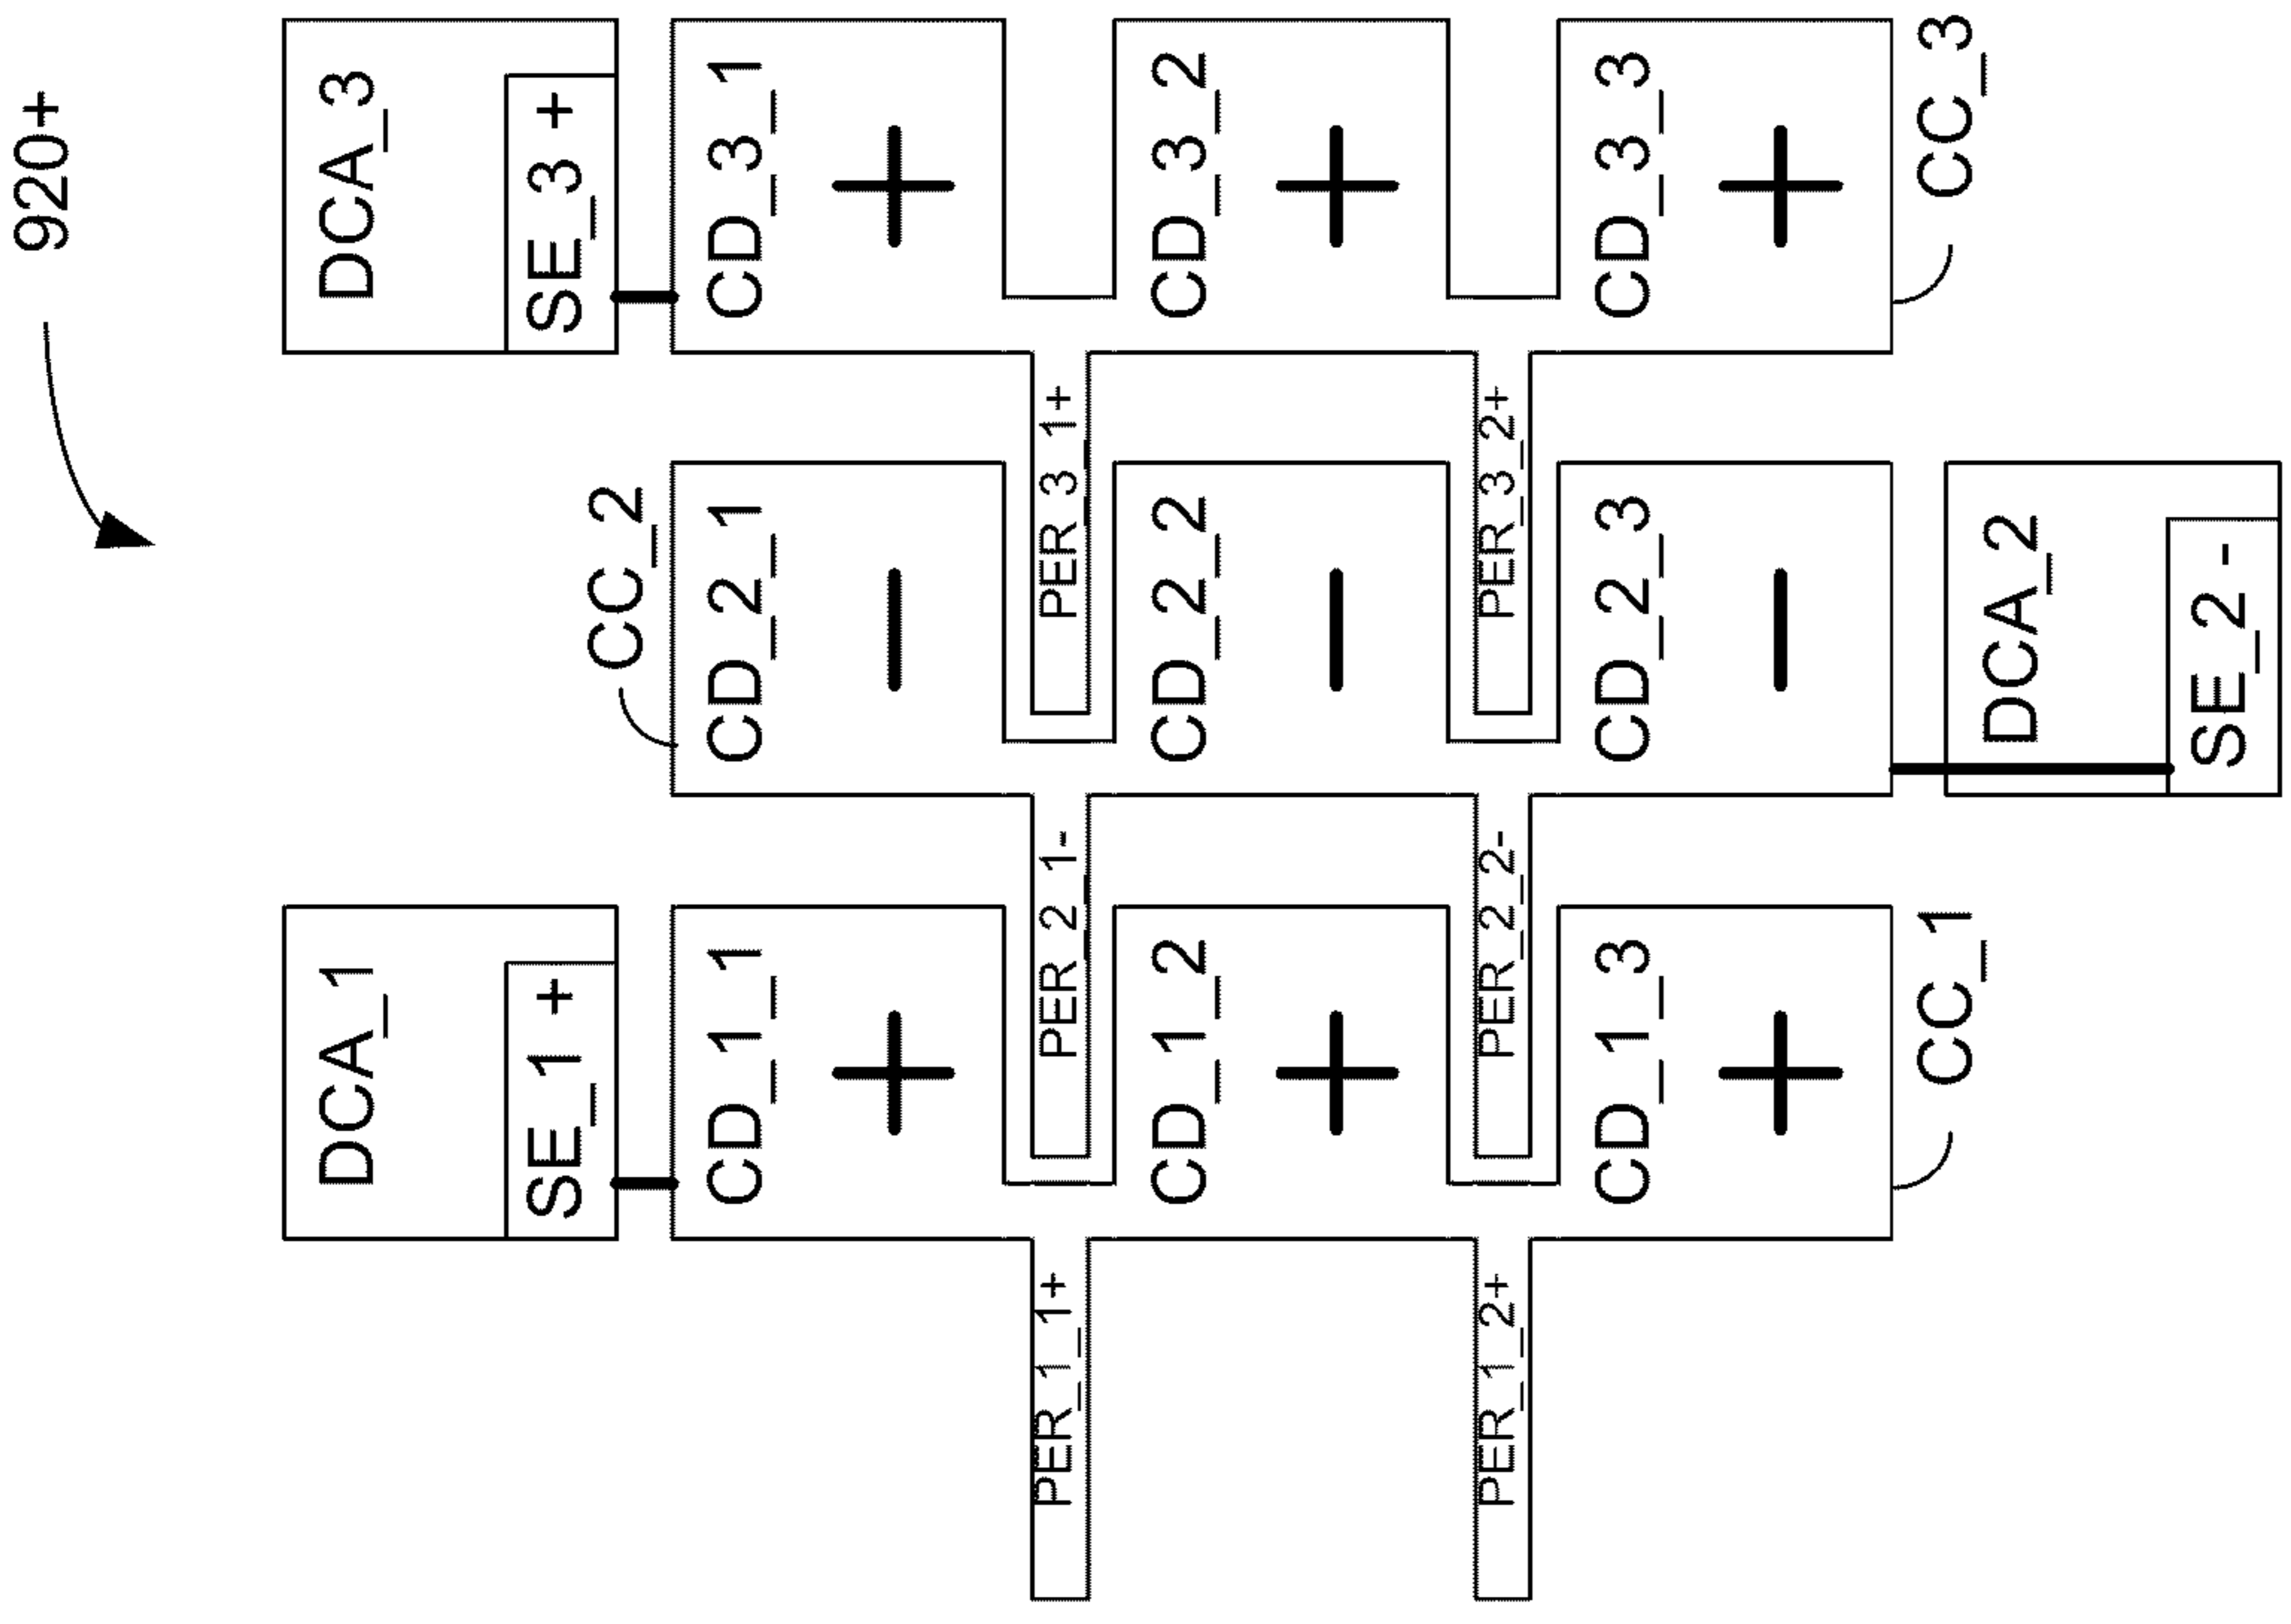 920+
DCA_1
DCA_3
SE_1 +
SE_3 +
CC_2
CD_1_1
CD_2_1
CD_3_1
+
−
+
PER_1_1+
PER_2_1-
PER_3_1+
CD_1_2
CD_2_2
CD_3_2
+
−
+
PER_1_2+
PER_2_2-
PER_3_2+
CD_1_3
CD_2_3
CD_3_3
+
−
+
CC_1
CC_3
DCA_2
SE_2 -